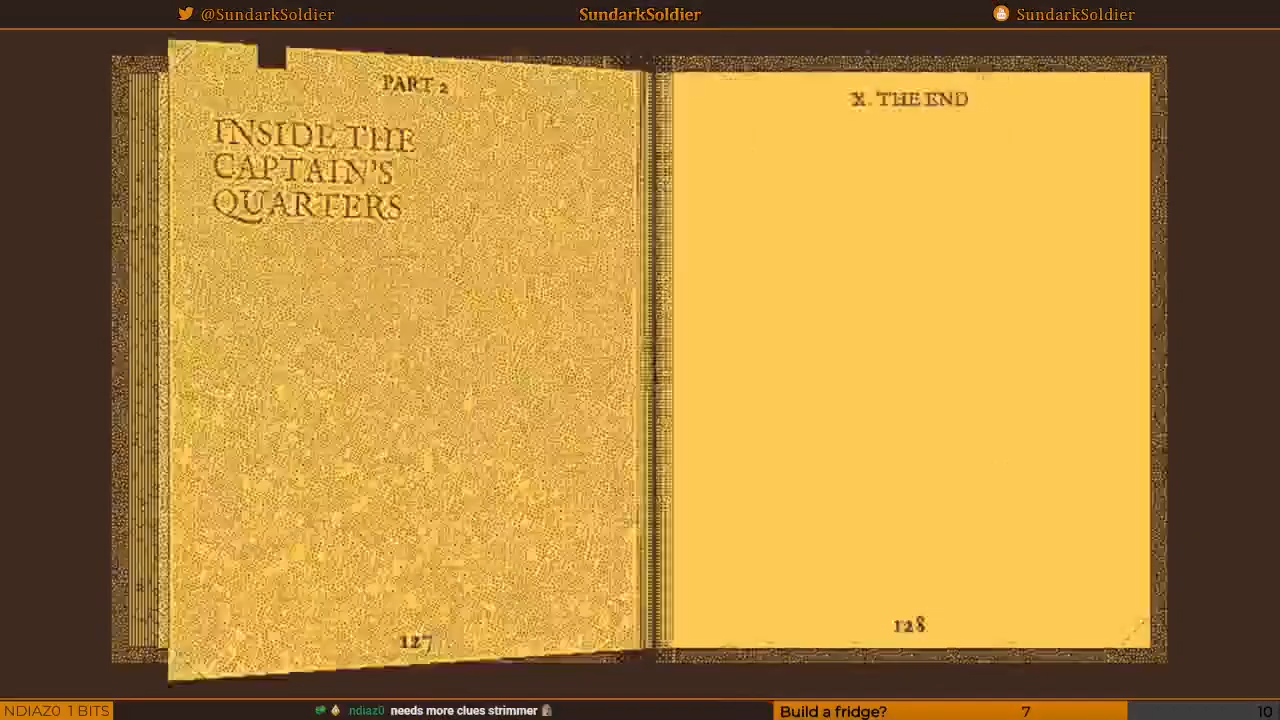 @SundarkSoldier
SundarkSoldier
SundarkSoldier
PART 2
INSIDE THE
CAPTAIN'S
QUARTERS
127
X. THE END
128
NDIAZ0 1 BITS
ndiaz0 needs more clues strimmer
Build a fridge?
7
10